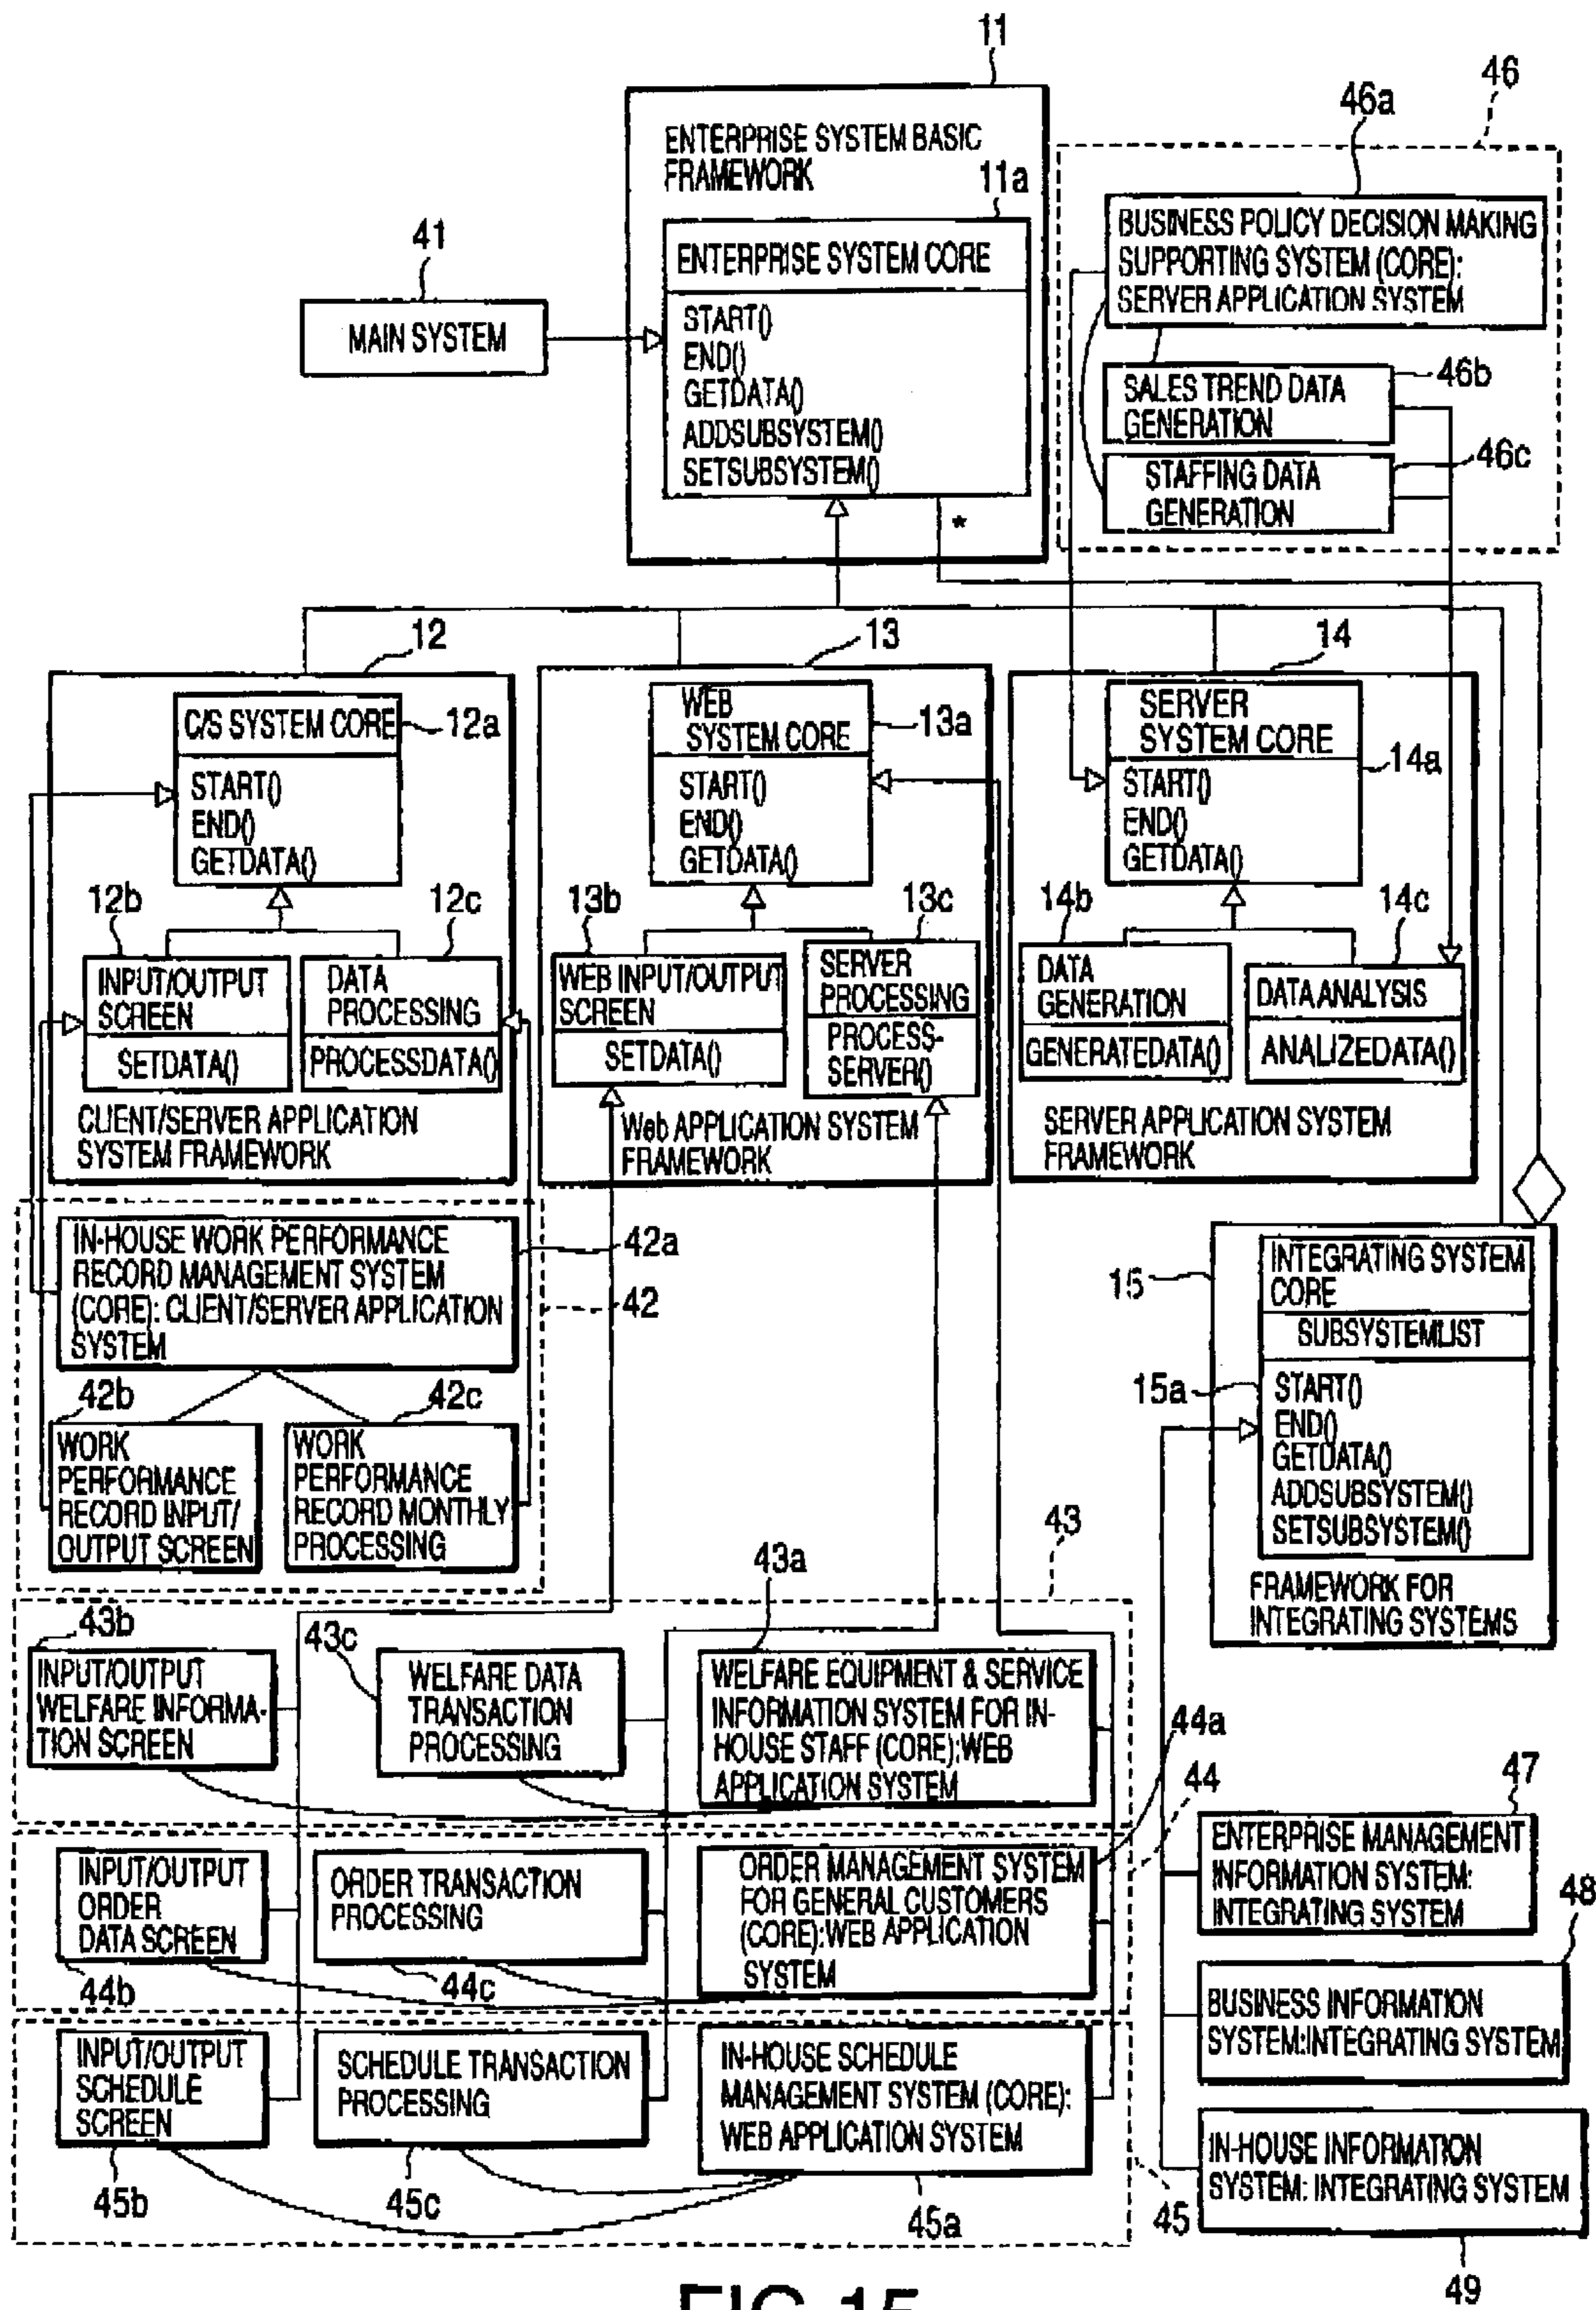 11
ENTERPRISE SYSTEM BASIC
FRAMEWORK
11a
ENTERPRISE SYSTEM CORE
START()
END()
GETDATA()
ADDSUBSYSTEM()
SETSUBSYSTEM()
*
41
MAIN SYSTEM
46
46a
BUSINESS POLICY DECISION MAKING
SUPPORTING SYSTEM (CORE):
SERVER APPLICATION SYSTEM
SALES TREND DATA
GENERATION
46b
STAFFING DATA
GENERATION
46c
12
C/S SYSTEM CORE
12a
START()
END()
GETDATA()
12b
12c
INPUT/OUTPUT
SCREEN
SETDATA()
DATA
PROCESSING
PROCESSDATA()
CLIENT/SERVER APPLICATION
SYSTEM FRAMEWORK
13
WEB
SYSTEM CORE
13a
START()
END()
GETDATA()
13b
13c
WEB INPUT/OUTPUT
SCREEN
SETDATA()
SERVER
PROCESSING
PROCESS-
SERVER()
Web APPLICATION SYSTEM
FRAMEWORK
14
SERVER
SYSTEM CORE
14a
START()
END()
GETDATA()
14b
14c
DATA
GENERATION
GENERATEDATA()
DATA ANALYSIS
ANALIZEDATA()
SERVER APPLICATION SYSTEM
FRAMEWORK
IN-HOUSE WORK PERFORMANCE
RECORD MANAGEMENT SYSTEM
(CORE): CLIENT/SERVER APPLICATION
SYSTEM
42a
42
42b
42c
WORK
PERFORMANCE
RECORD INPUT/
OUTPUT SCREEN
WORK
PERFORMANCE
RECORD MONTHLY
PROCESSING
15
INTEGRATING SYSTEM
CORE
SUBSYSTEMLIST
15a
START()
END()
GETDATA()
ADDSUBSYSTEM()
SETSUBSYSTEM()
FRAMEWORK FOR
INTEGRATING SYSTEMS
43
43a
43b
43c
INPUT/OUTPUT
WELFARE INFORMA-
TION SCREEN
WELFARE DATA
TRANSACTION
PROCESSING
WELFARE EQUIPMENT & SERVICE
INFORMATION SYSTEM FOR IN-
HOUSE STAFF (CORE):WEB
APPLICATION SYSTEM
44a
44
INPUT/OUTPUT
ORDER
DATA SCREEN
ORDER TRANSACTION
PROCESSING
ORDER MANAGEMENT SYSTEM
FOR GENERAL CUSTOMERS
(CORE):WEB APPLICATION
SYSTEM
44b
44c
INPUT/OUTPUT
SCHEDULE
SCREEN
SCHEDULE TRANSACTION
PROCESSING
IN-HOUSE SCHEDULE
MANAGEMENT SYSTEM (CORE):
WEB APPLICATION SYSTEM
45b
45c
45a
45
47
ENTERPRISE MANAGEMENT
INFORMATION SYSTEM:
INTEGRATING SYSTEM
48
BUSINESS INFORMATION
SYSTEM:INTEGRATING SYSTEM
IN-HOUSE INFORMATION
SYSTEM: INTEGRATING SYSTEM
49
FIG.15